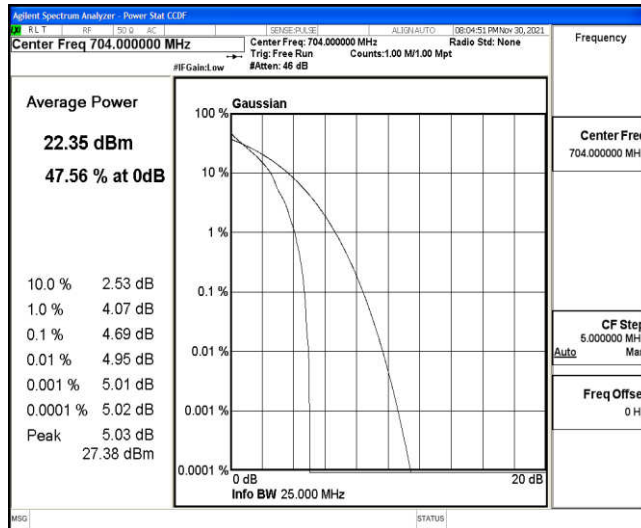 Agilent Spectrum Analyzer - Power Stat CCDF
LXI R L T RF 50 Ω AC SENSE:PULSE ALIGN AUTO 08:04:51 PM Nov 30, 2021
Center Freq 704.000000 MHz
Center Freq: 704.000000 MHz Radio Std: None
Trig: Free Run Counts:1.00 M/1.00 Mpt
#IFGain:Low #Atten: 46 dB
Frequency
Average Power
22.35 dBm
47.56 % at 0dB
10.0 % 2.53 dB
1.0 % 4.07 dB
0.1 % 4.69 dB
0.01 % 4.95 dB
0.001 % 5.01 dB
0.0001 % 5.02 dB
Peak 5.03 dB
27.38 dBm
Gaussian
100 %
10 %
1 %
0.1 %
0.01 %
0.001 %
0.0001 %
0 dB 20 dB
Info BW 25.000 MHz
Center Fre
704.000000 MH
CF Step
5.000000 MH
Auto Ma
Freq Offse
0 H
MSG STATUS